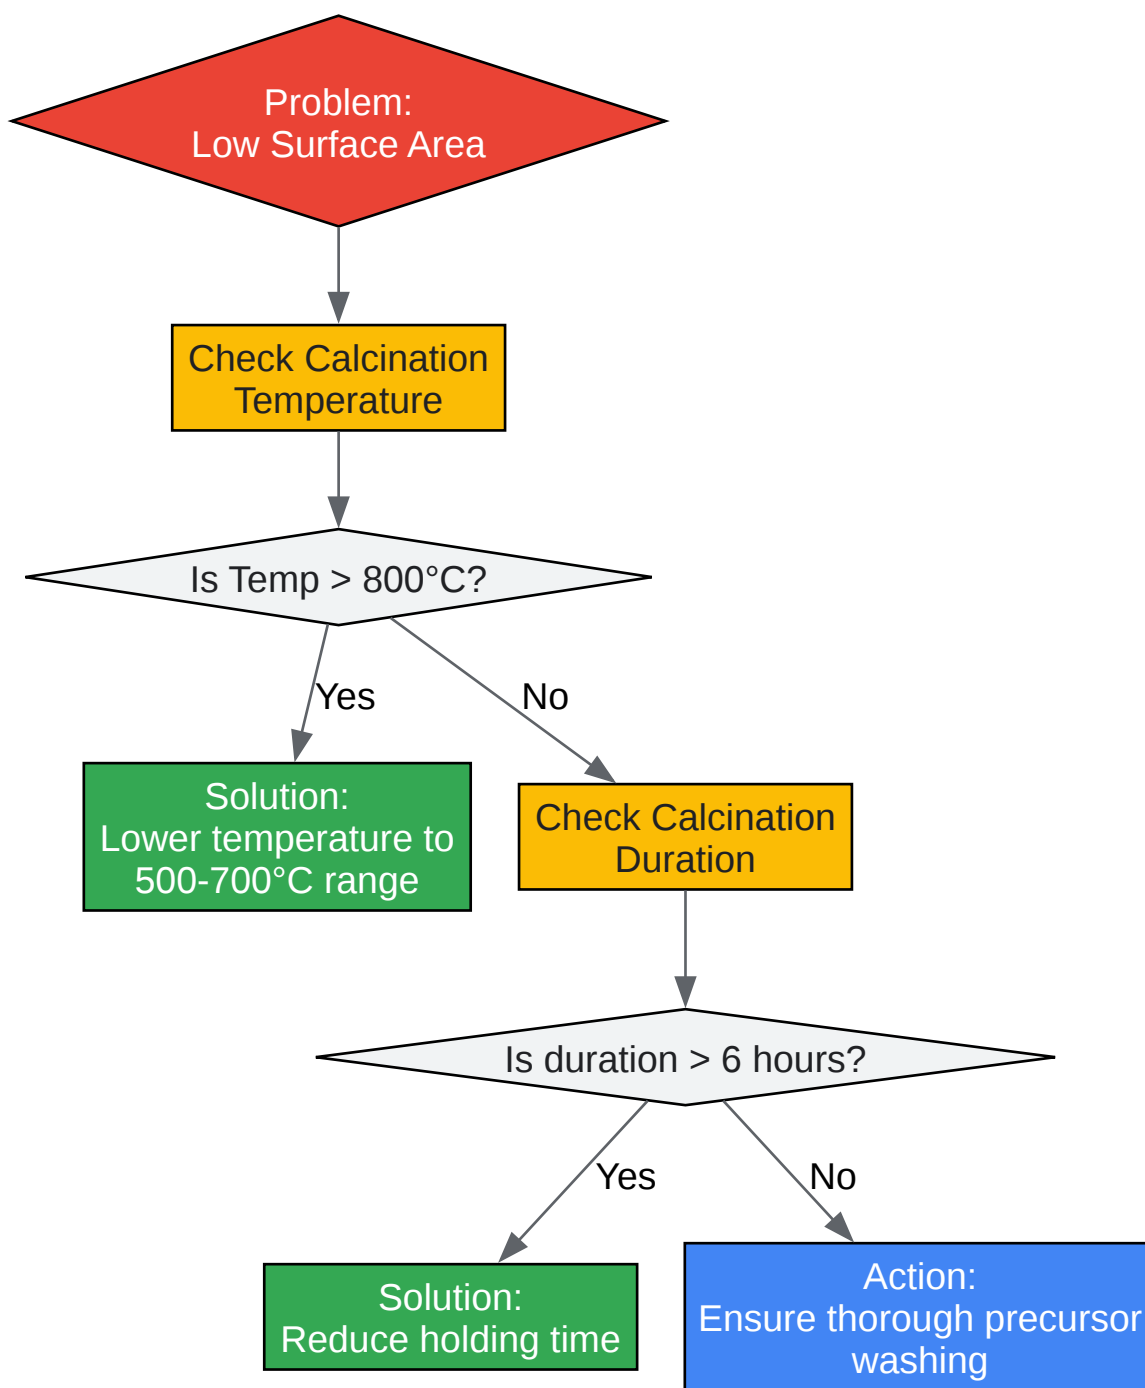 Problem:
Low Surface Area
Check Calcination
Temperature
Is Temp > 800°C?
Yes
No
Solution:
Lower temperature to
500-700°C range
Check Calcination
Duration
Is duration > 6 hours?
Yes
No
Solution:
Reduce holding time
Action:
Ensure thorough precursor
washing